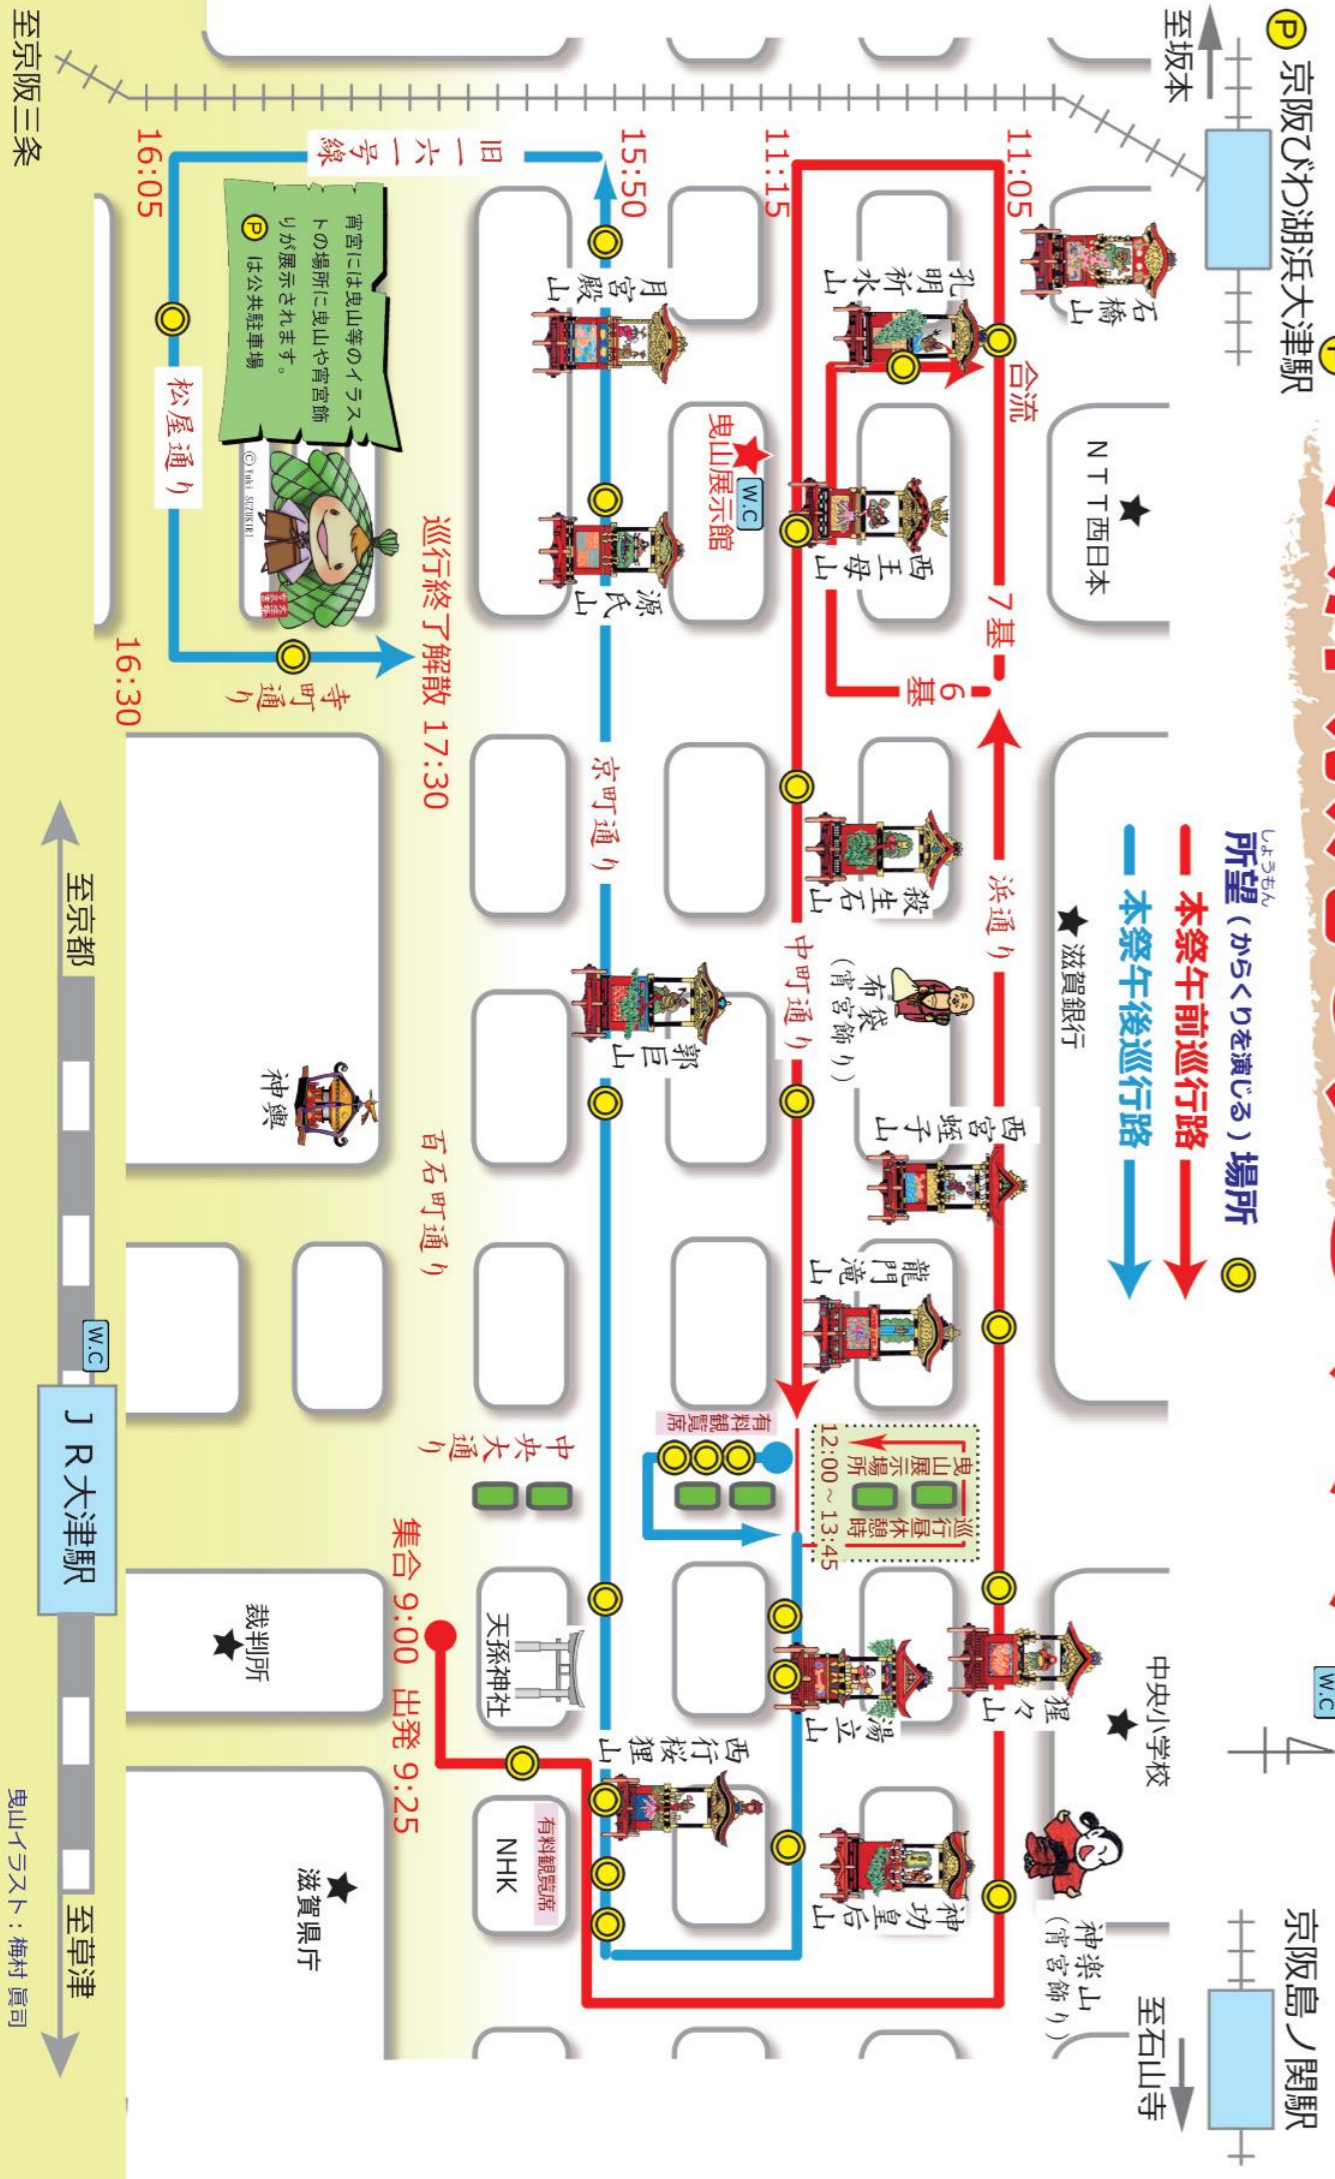 P 京阪びわ湖浜大津駅
至坂本
W.C
4
京阪島ノ関駅
至石山寺
所望(からくりを演じる)場所
しょうもん
本祭午前巡行路
本祭午後巡行路
石橋山
NTT西日本
滋賀銀行
中央小学校
神楽山
(宵宮飾り)
11:05
合流
7基
6基
浜通り
孔明祈水山
西王母山
殺生石山
布袋
(宵宮飾り)
西宮蛭子山
龍門滝山
曳山展示場所
巡行昼休憩時
12:00~13:45
猩々山
湯立山
神功皇后山
11:15
中町通り
曳山展示館
W.C
有料観覧席
15:50
月宮殿山
源氏山
京町通り
郭巨山
西行桜狸山
旧一六一号線
16:05
宵宮には曳山等のイラス
トの場所に曳山や宵宮飾
りが展示されます。
P は公共駐車場
(C)Yuki SUZUKIRI
松屋通り
寺町通り
16:30
巡行終了解散 17:30
百石町通り
神輿
中央大通り
天孫神社
集合 9:00 出発 9:25
有料観覧席
NHK
裁判所
滋賀県庁
至京阪三条
至京都
W.C
JR大津駅
至草津
曳山イラスト:梅村 眞司